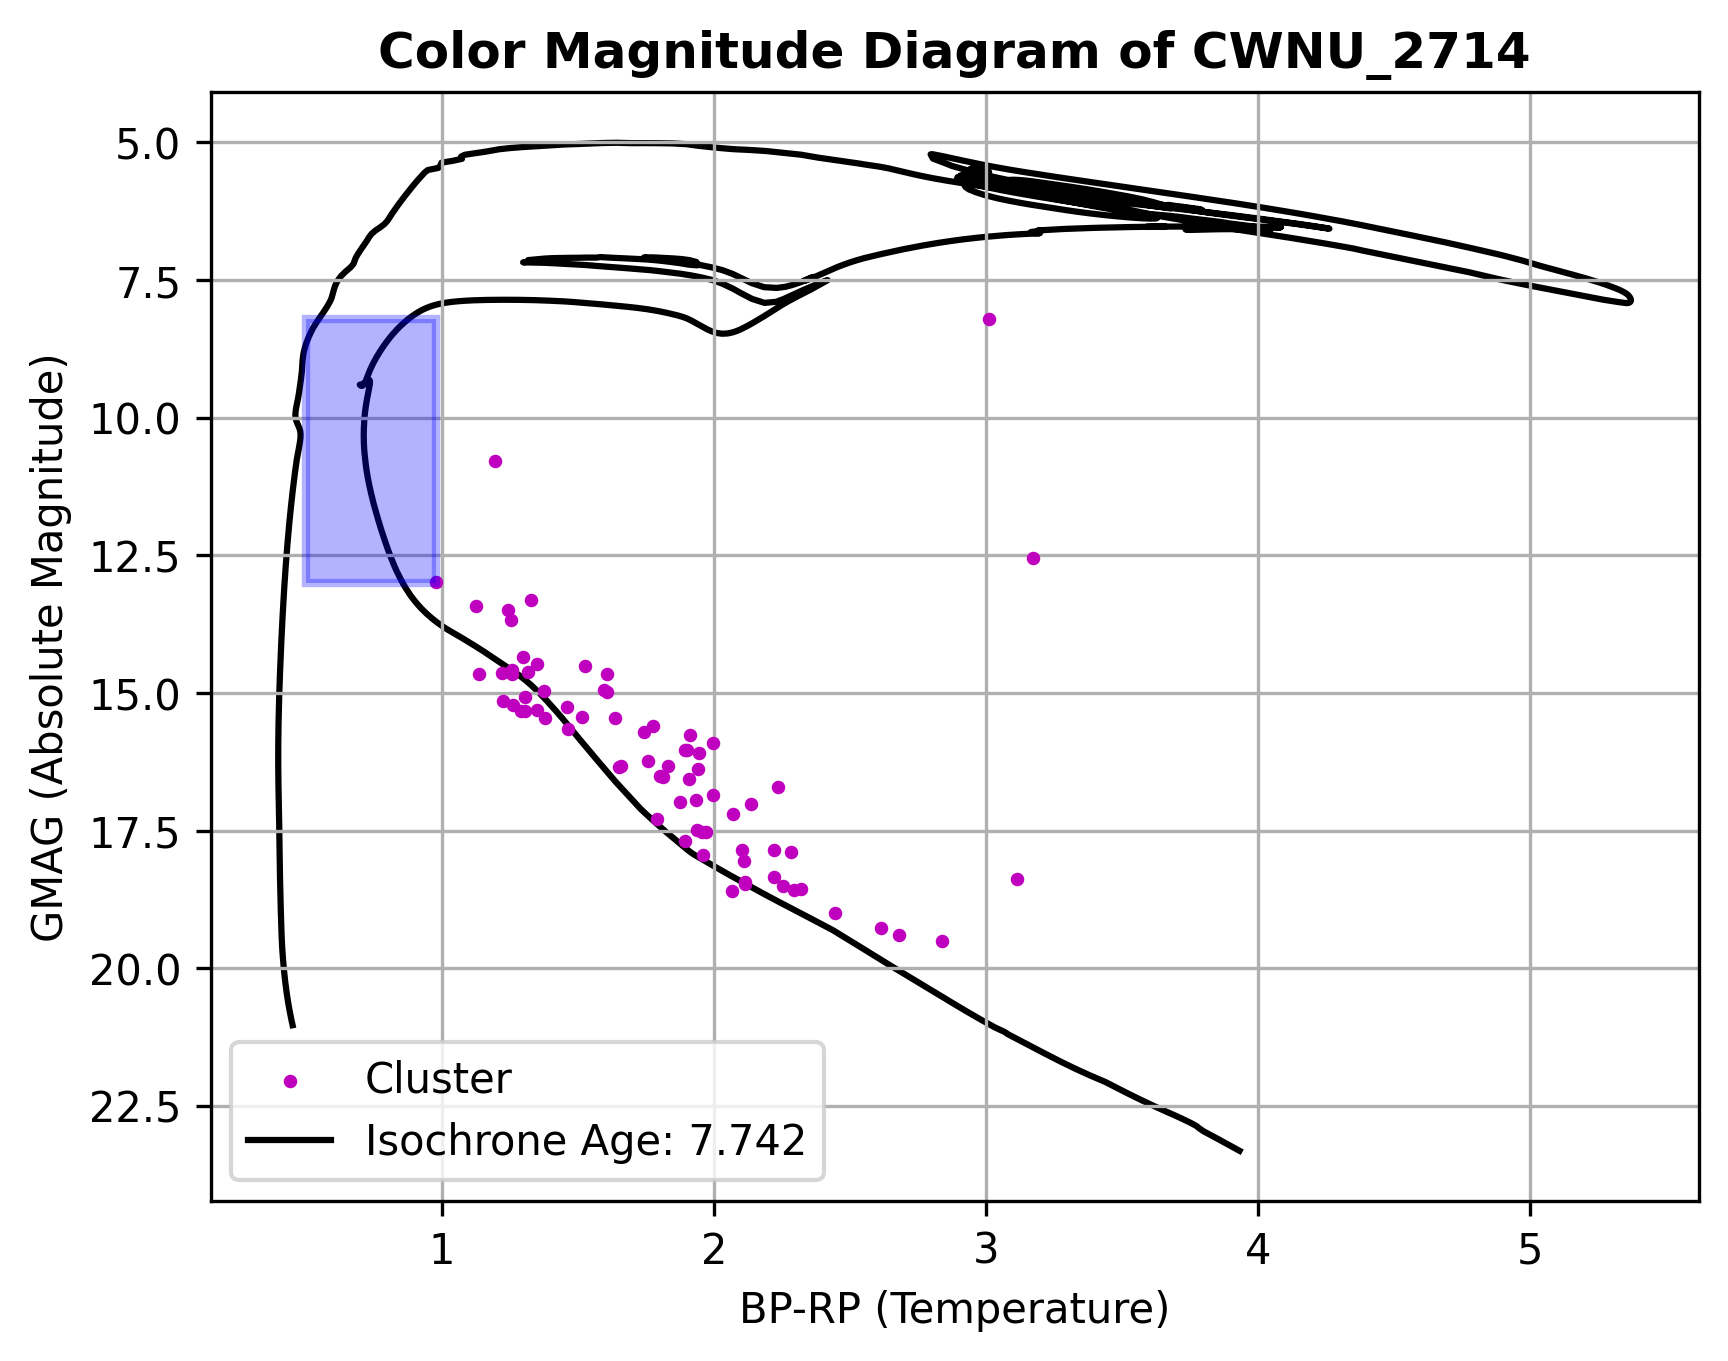 Color Magnitude Diagram of CWNU_2714
5.0
7.5
10.0
12.5
15.0
17.5
20.0
22.5
GMAG (Absolute Magnitude)
Cluster
Isochrone Age: 7.742
1 2 3 4 5
BP-RP (Temperature)